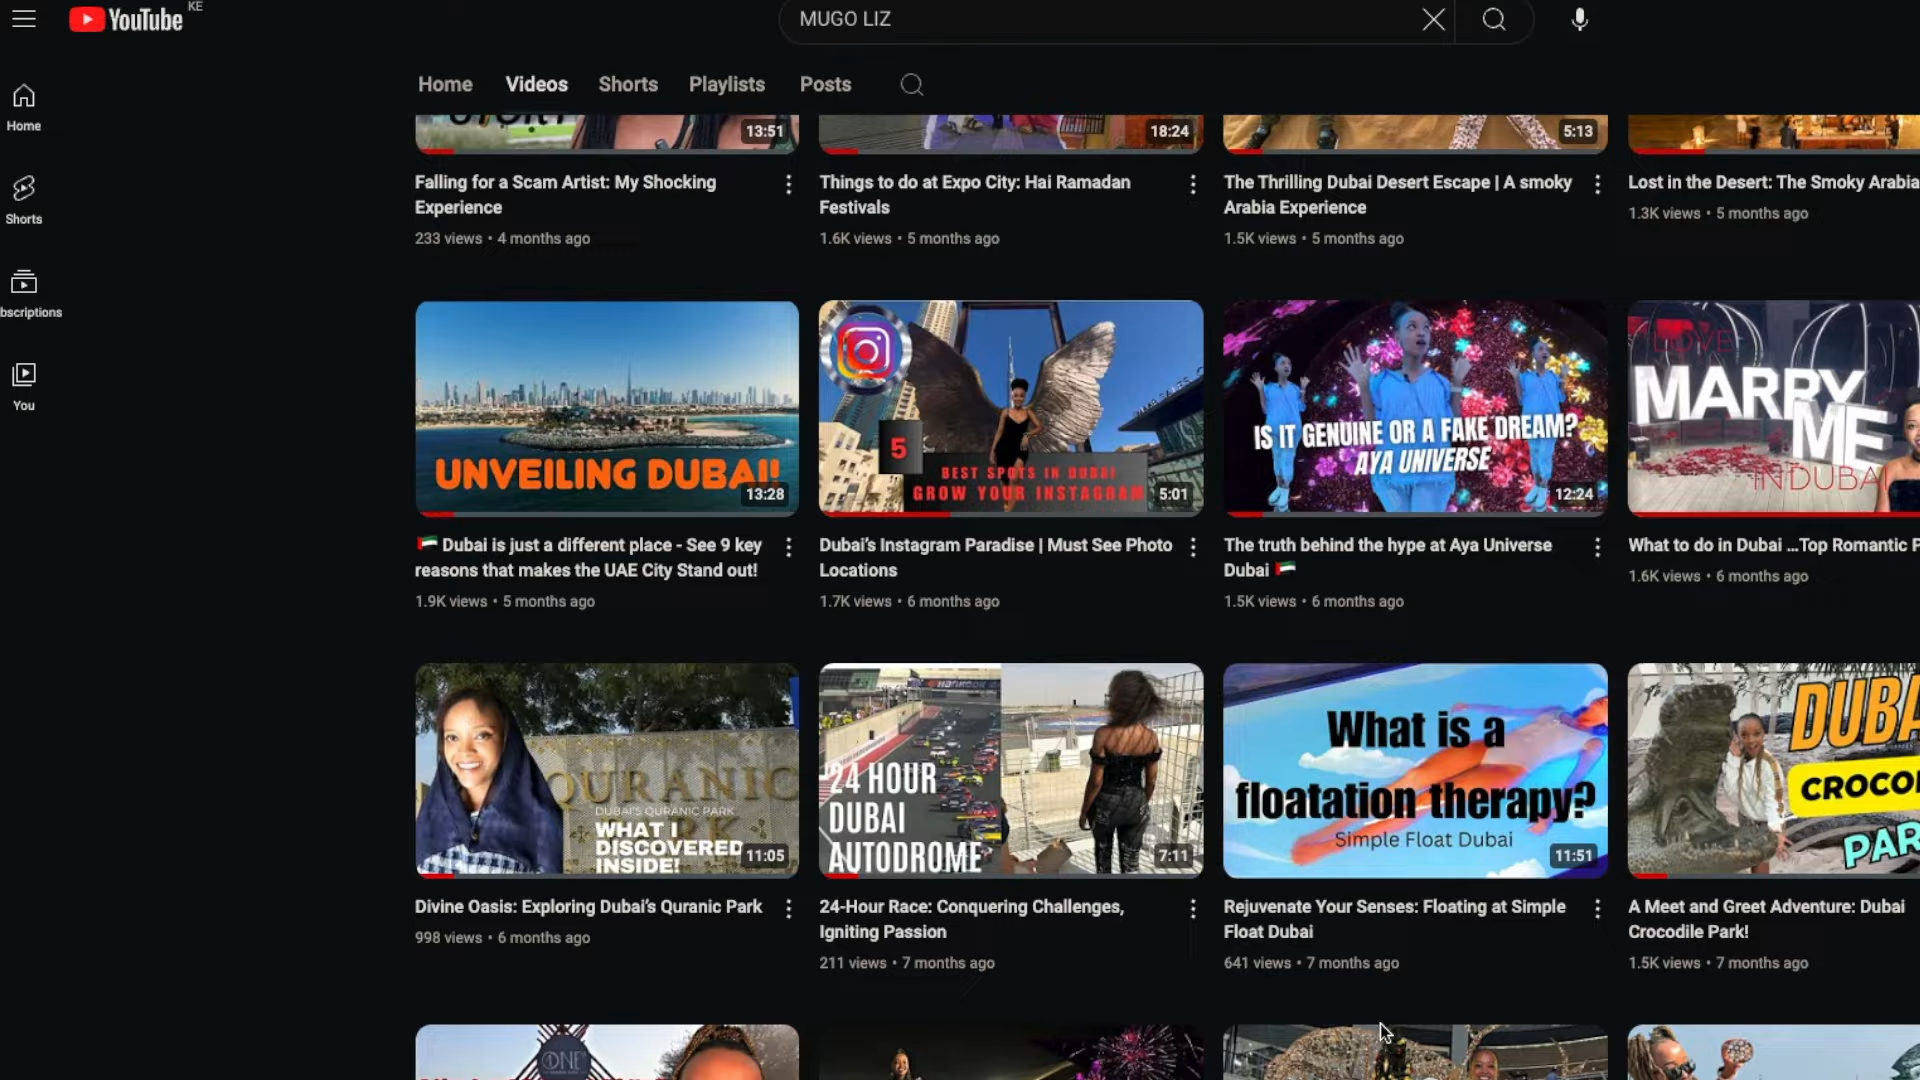 YouTube KE
MUGO LIZ
Home
Shorts
bscriptions
You
Home Videos Shorts Playlists Posts
13:51
18:24
5:13
Falling for a Scam Artist: My Shocking
Experience
233 views • 4 months ago
Things to do at Expo City: Hai Ramadan
Festivals
1.6K views • 5 months ago
The Thrilling Dubai Desert Escape | A smoky
Arabia Experience
1.5K views • 5 months ago
Lost in the Desert: The Smoky Arabia
1.3K views • 5 months ago
UNVEILING DUBAI!
13:28
5
BEST SPOTS IN DUBAI
GROW YOUR INSTAGRAM
5:01
IS IT GENUINE OR A FAKE DREAM?
AYA UNIVERSE
12:24
LOVE
MARRY
ME
IN DUBAI
🇦🇪 Dubai is just a different place - See 9 key
reasons that makes the UAE City Stand out!
1.9K views • 5 months ago
Dubai’s Instagram Paradise | Must See Photo
Locations
1.7K views • 6 months ago
The truth behind the hype at Aya Universe
Dubai 🇦🇪
1.5K views • 6 months ago
What to do in Dubai ...Top Romantic P
1.6K views • 6 months ago
QURANIC
DUBAI'S QURANIC PARK
WHAT I
DISCOVERED
INSIDE!
11:05
HANKOOK
24 HOUR
DUBAI
AUTODROME
7:11
What is a
floatation therapy?
Simple Float Dubai
11:51
DUBA
CROCO
PAR
Divine Oasis: Exploring Dubai’s Quranic Park
998 views • 6 months ago
24-Hour Race: Conquering Challenges,
Igniting Passion
211 views • 7 months ago
Rejuvenate Your Senses: Floating at Simple
Float Dubai
641 views • 7 months ago
A Meet and Greet Adventure: Dubai
Crocodile Park!
1.5K views • 7 months ago
ONE